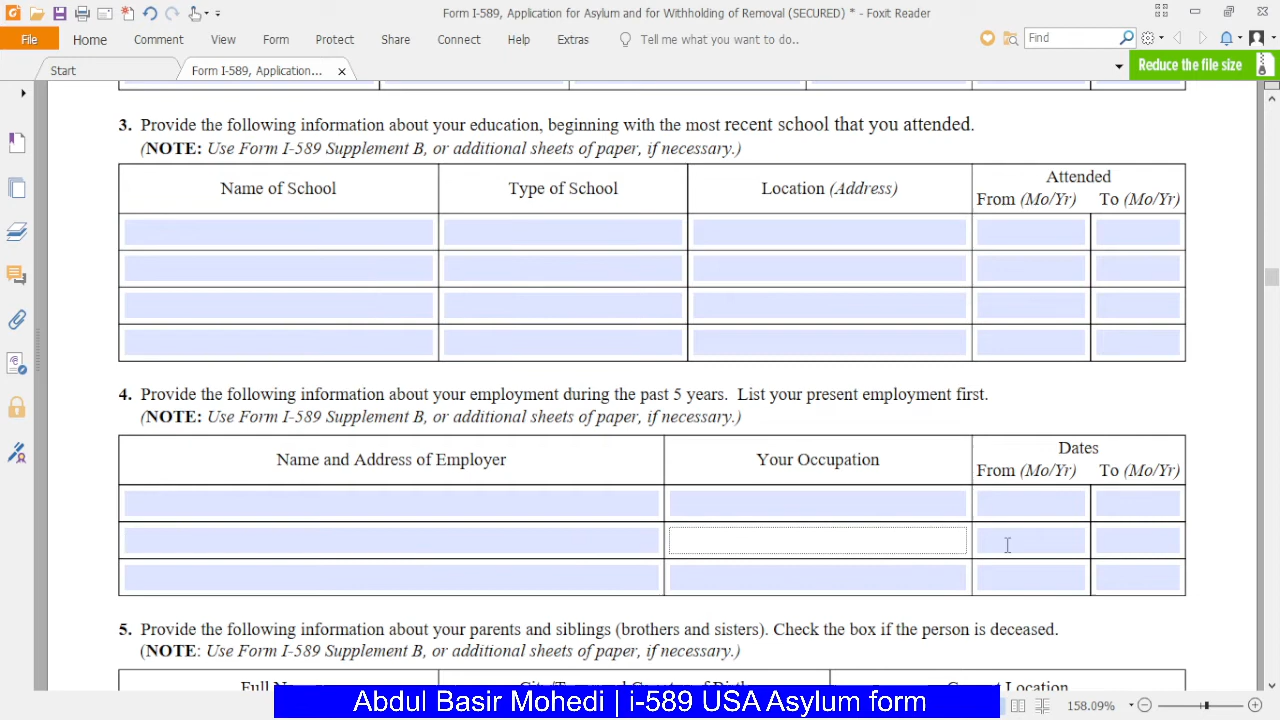 Form I-589, Application for Asylum and for Withholding of Removal (SECURED) * - Foxit Reader
File Home Comment View Form Protect Share Connect Help Extras Tell me what you want to do.. Find
Start Form I-589, Application... Reduce the file size
3. Provide the following information about your education, beginning with the most recent school that you attended.
(NOTE: Use Form I-589 Supplement B, or additional sheets of paper, if necessary.)
Name of School Type of School Location (Address) Attended
From (Mo/Yr) To (Mo/Yr)
4. Provide the following information about your employment during the past 5 years. List your present employment first.
(NOTE: Use Form I-589 Supplement B, or additional sheets of paper, if necessary.)
Name and Address of Employer Your Occupation Dates
From (Mo/Yr) To (Mo/Yr)
5. Provide the following information about your parents and siblings (brothers and sisters). Check the box if the person is deceased.
(NOTE: Use Form I-589 Supplement B, or additional sheets of paper, if necessary.)
Location
Abdul Basir Mohedi | i-589 USA Asylum form
158.09%